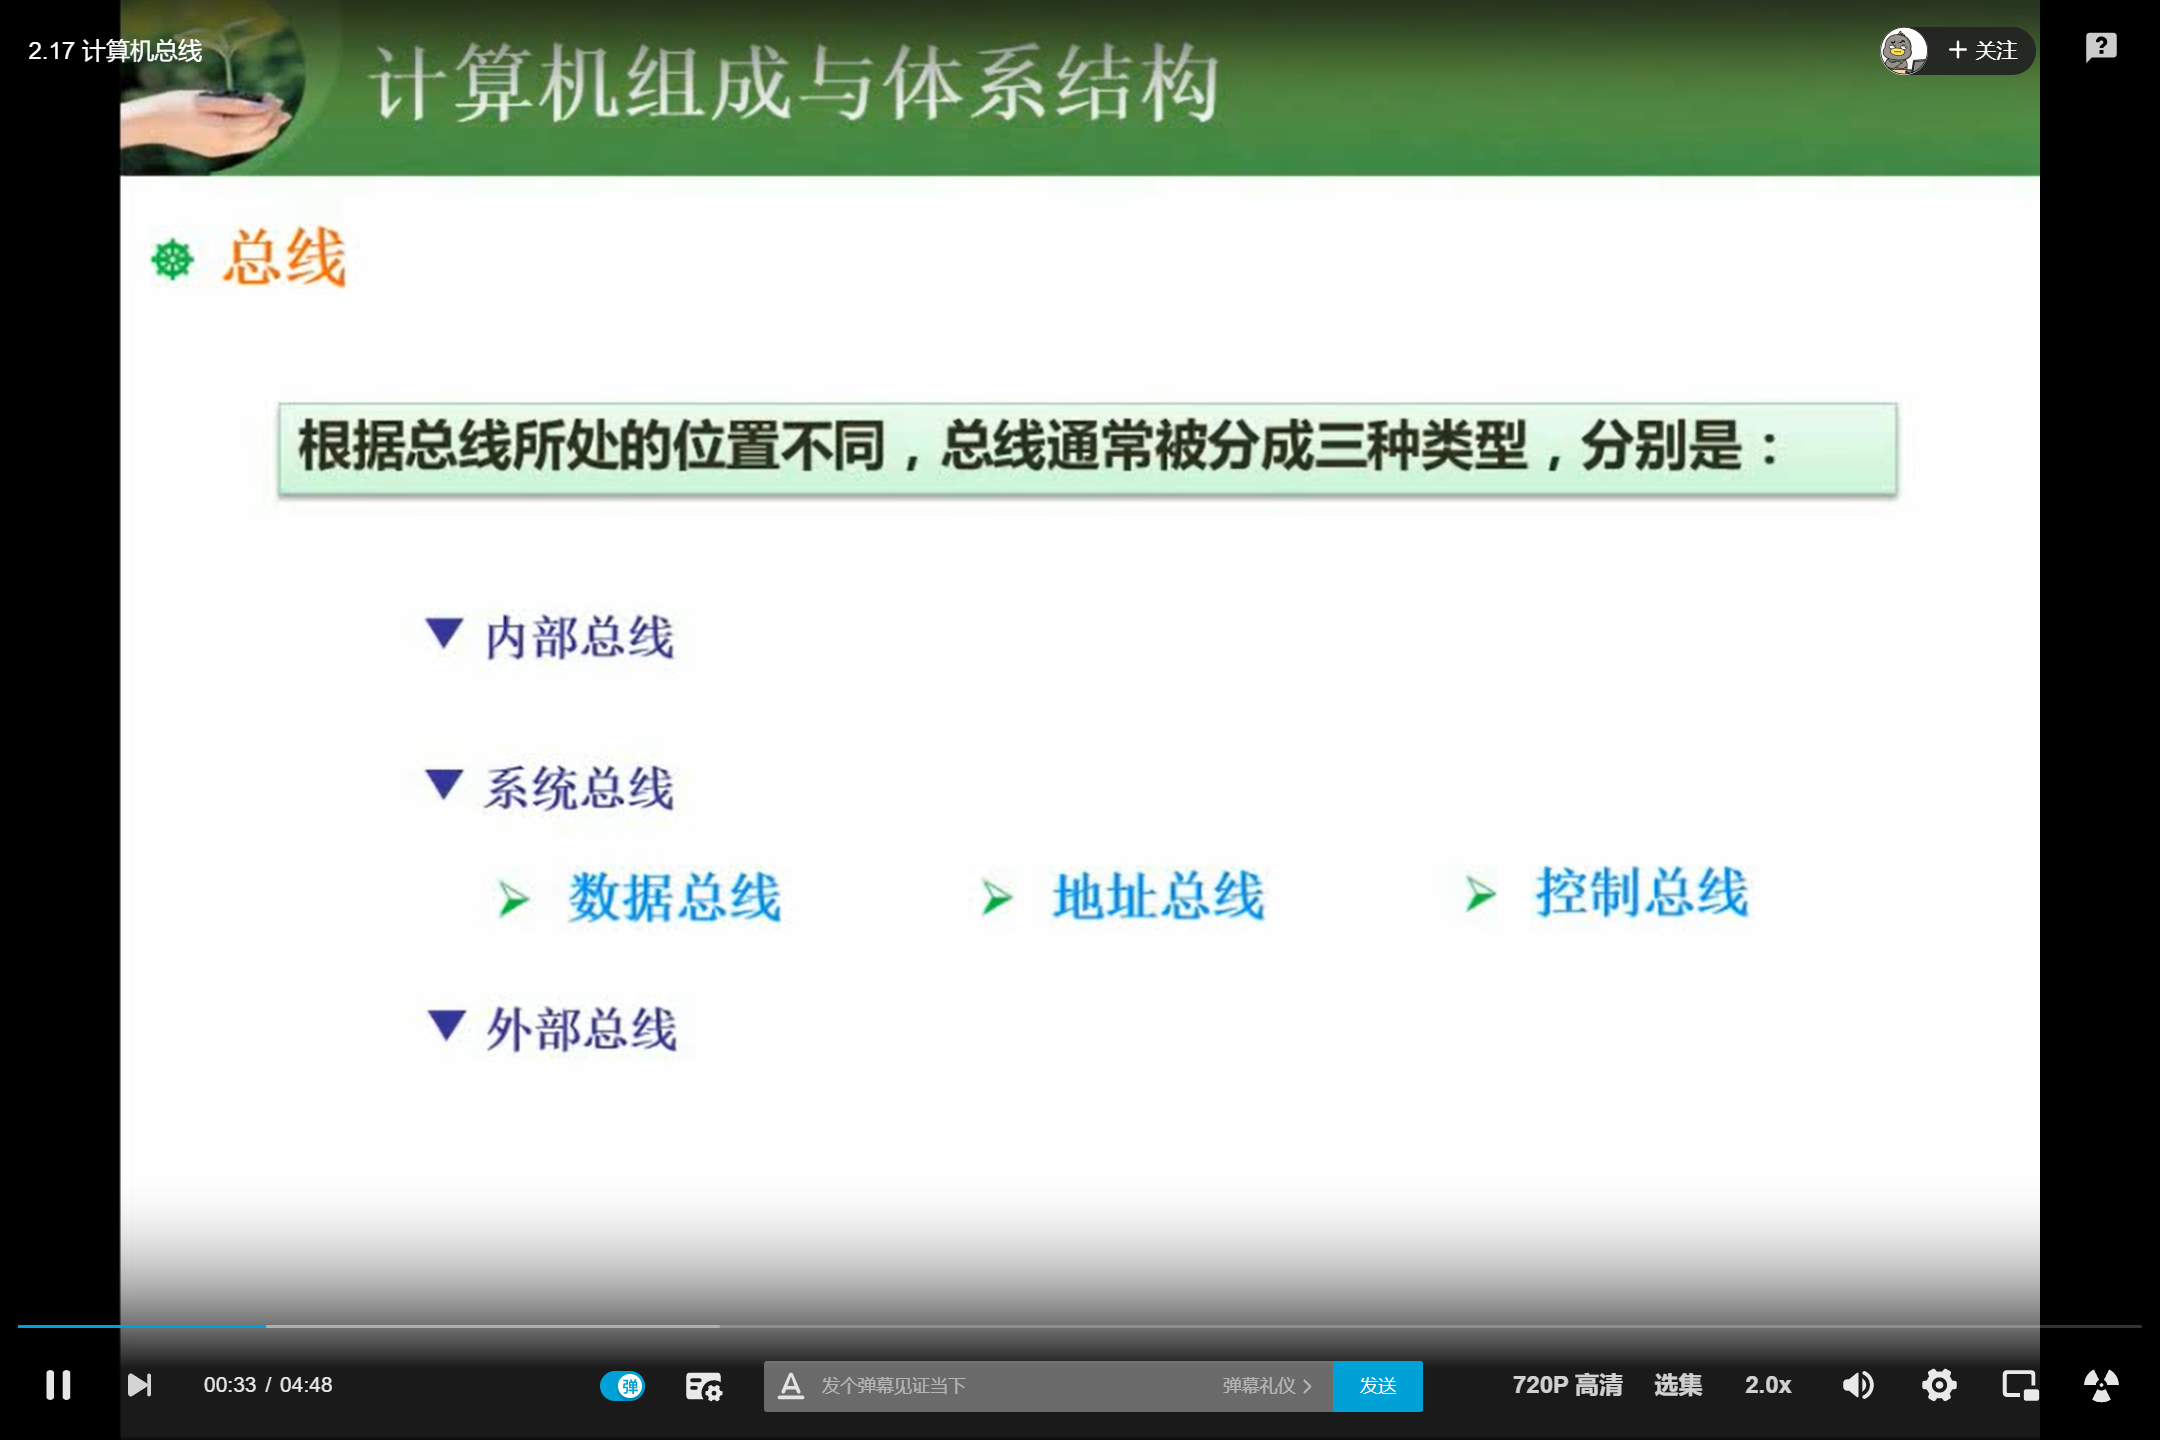 2.17 计算机总线
计算机组成与体系结构
+ 关注
总线
根据总线所处的位置不同，总线通常被分成三种类型，分别是：
内部总线
系统总线
数据总线 地址总线 控制总线
外部总线
00:33 / 04:48 弹 发个弹幕见证当下 弹幕礼仪 发送 720P 高清 选集 2.0x